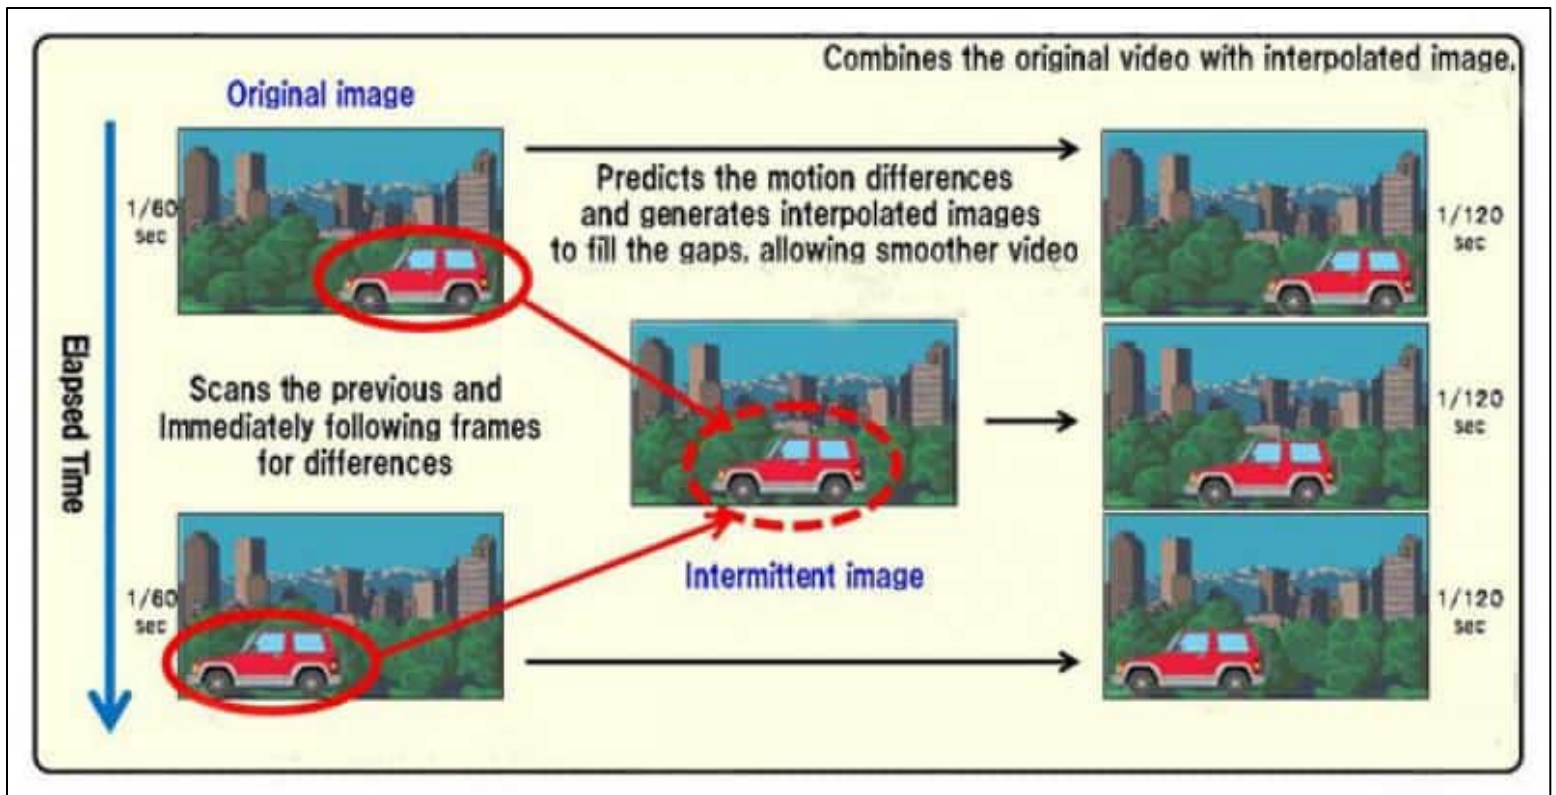 Combines the original video with interpolated image.
Original image
1/60
sec
Predicts the motion differences
and generates interpolated images
to fill the gaps, allowing smoother video
1/120
sec
Elapsed Time
Scans the previous and
Immediately following frames
for differences
1/120
sec
1/60
sec
Intermittent image
1/120
sec